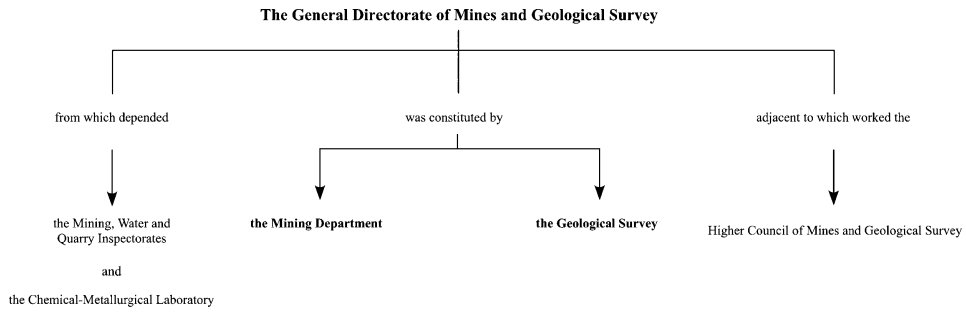 The General Directorate of Mines and Geological Survey
from which depended
was constituted by
adjacent to which worked the
the Mining, Water and
Quarry Inspectorates
and
the Chemical-Metallurgical Laboratory
the Mining Department
the Geological Survey
Higher Council of Mines and Geological Survey